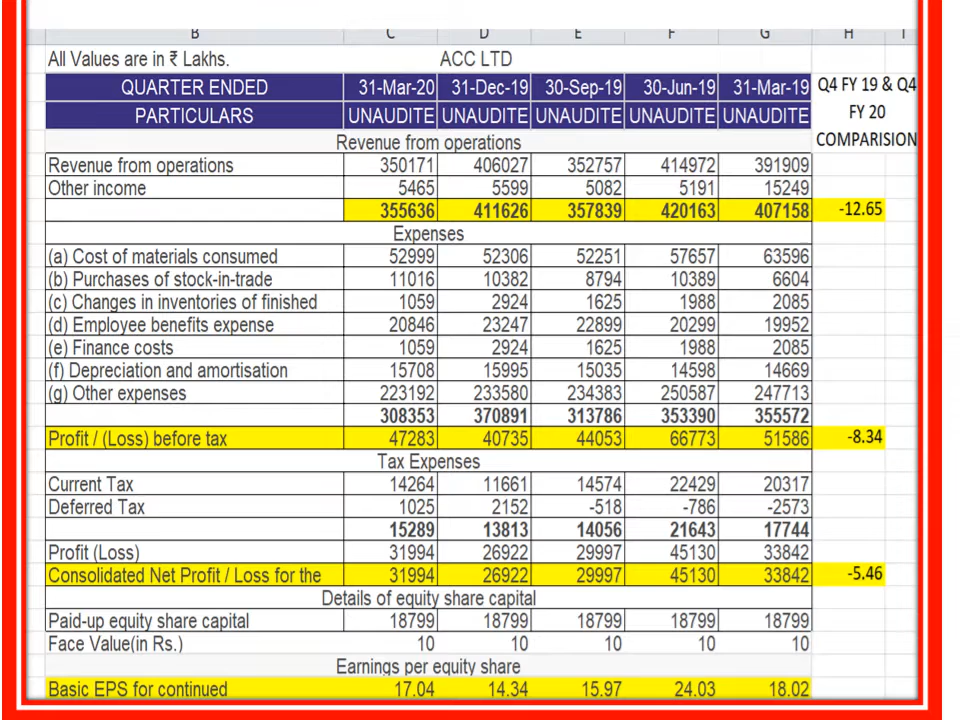 B C D E F G H I
All Values are in ₹ Lakhs. ACC LTD
QUARTER ENDED 31-Mar-20 31-Dec-19 30-Sep-19 30-Jun-19 31-Mar-19 Q4 FY 19 & Q4
PARTICULARS UNAUDITE UNAUDITE UNAUDITE UNAUDITE UNAUDITE FY 20
Revenue from operations COMPARISION
Revenue from operations 350171 406027 352757 414972 391909
Other income 5465 5599 5082 5191 15249
355636 411626 357839 420163 407158 -12.65
Expenses
(a) Cost of materials consumed 52999 52306 52251 57657 63596
(b) Purchases of stock-in-trade 11016 10382 8794 10389 6604
(c) Changes in inventories of finished 1059 2924 1625 1988 2085
(d) Employee benefits expense 20846 23247 22899 20299 19952
(e) Finance costs 1059 2924 1625 1988 2085
(f) Depreciation and amortisation 15708 15995 15035 14598 14669
(g) Other expenses 223192 233580 234383 250587 247713
308353 370891 313786 353390 355572
Profit / (Loss) before tax 47283 40735 44053 66773 51586 -8.34
Tax Expenses
Current Tax 14264 11661 14574 22429 20317
Deferred Tax 1025 2152 -518 -786 -2573
15289 13813 14056 21643 17744
Profit (Loss) 31994 26922 29997 45130 33842
Consolidated Net Profit / Loss for the 31994 26922 29997 45130 33842 -5.46
Details of equity share capital
Paid-up equity share capital 18799 18799 18799 18799 18799
Face Value(in Rs.) 10 10 10 10 10
Earnings per equity share
Basic EPS for continued 17.04 14.34 15.97 24.03 18.02